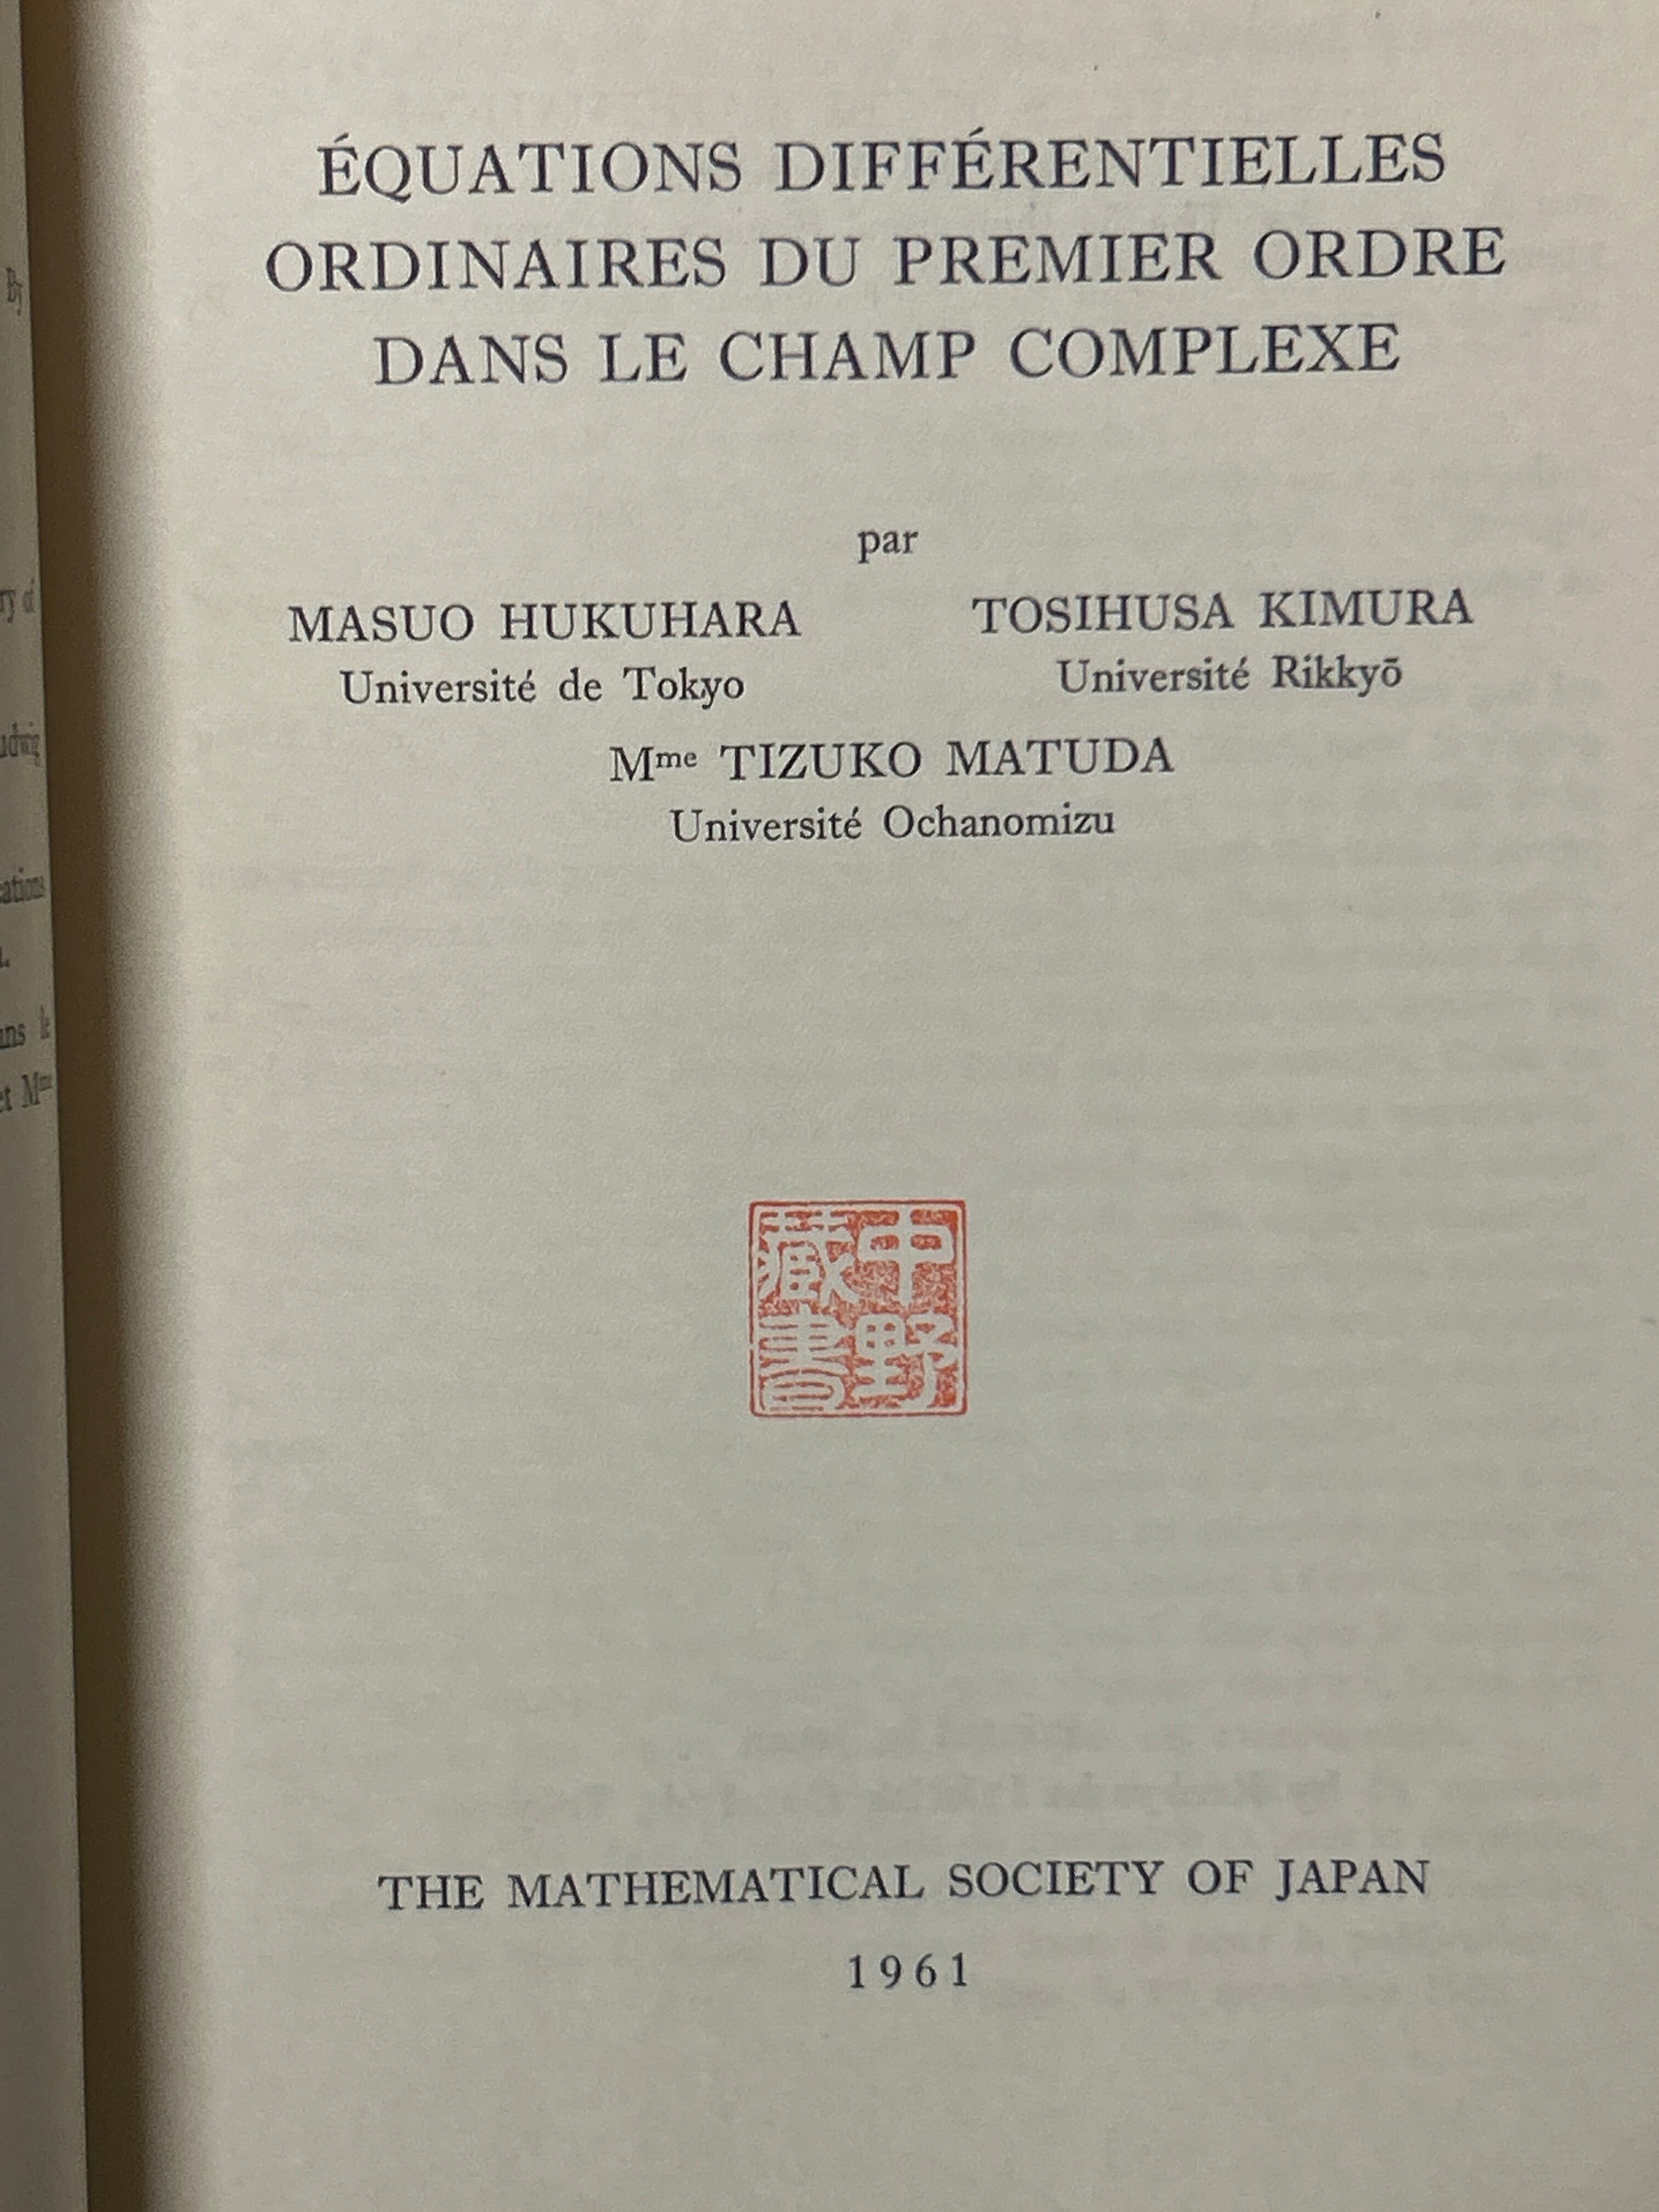 ÉQUATIONS DIFFÉRENTIELLES
ORDINAIRES DU PREMIER ORDRE
DANS LE CHAMP COMPLEXE
par
MASUO HUKUHARA
Université de Tokyo
TOSIHUSA KIMURA
Université Rikkyō
Mme TIZUKO MATUDA
Université Ochanomizu
中野
藏書
THE MATHEMATICAL SOCIETY OF JAPAN
1961